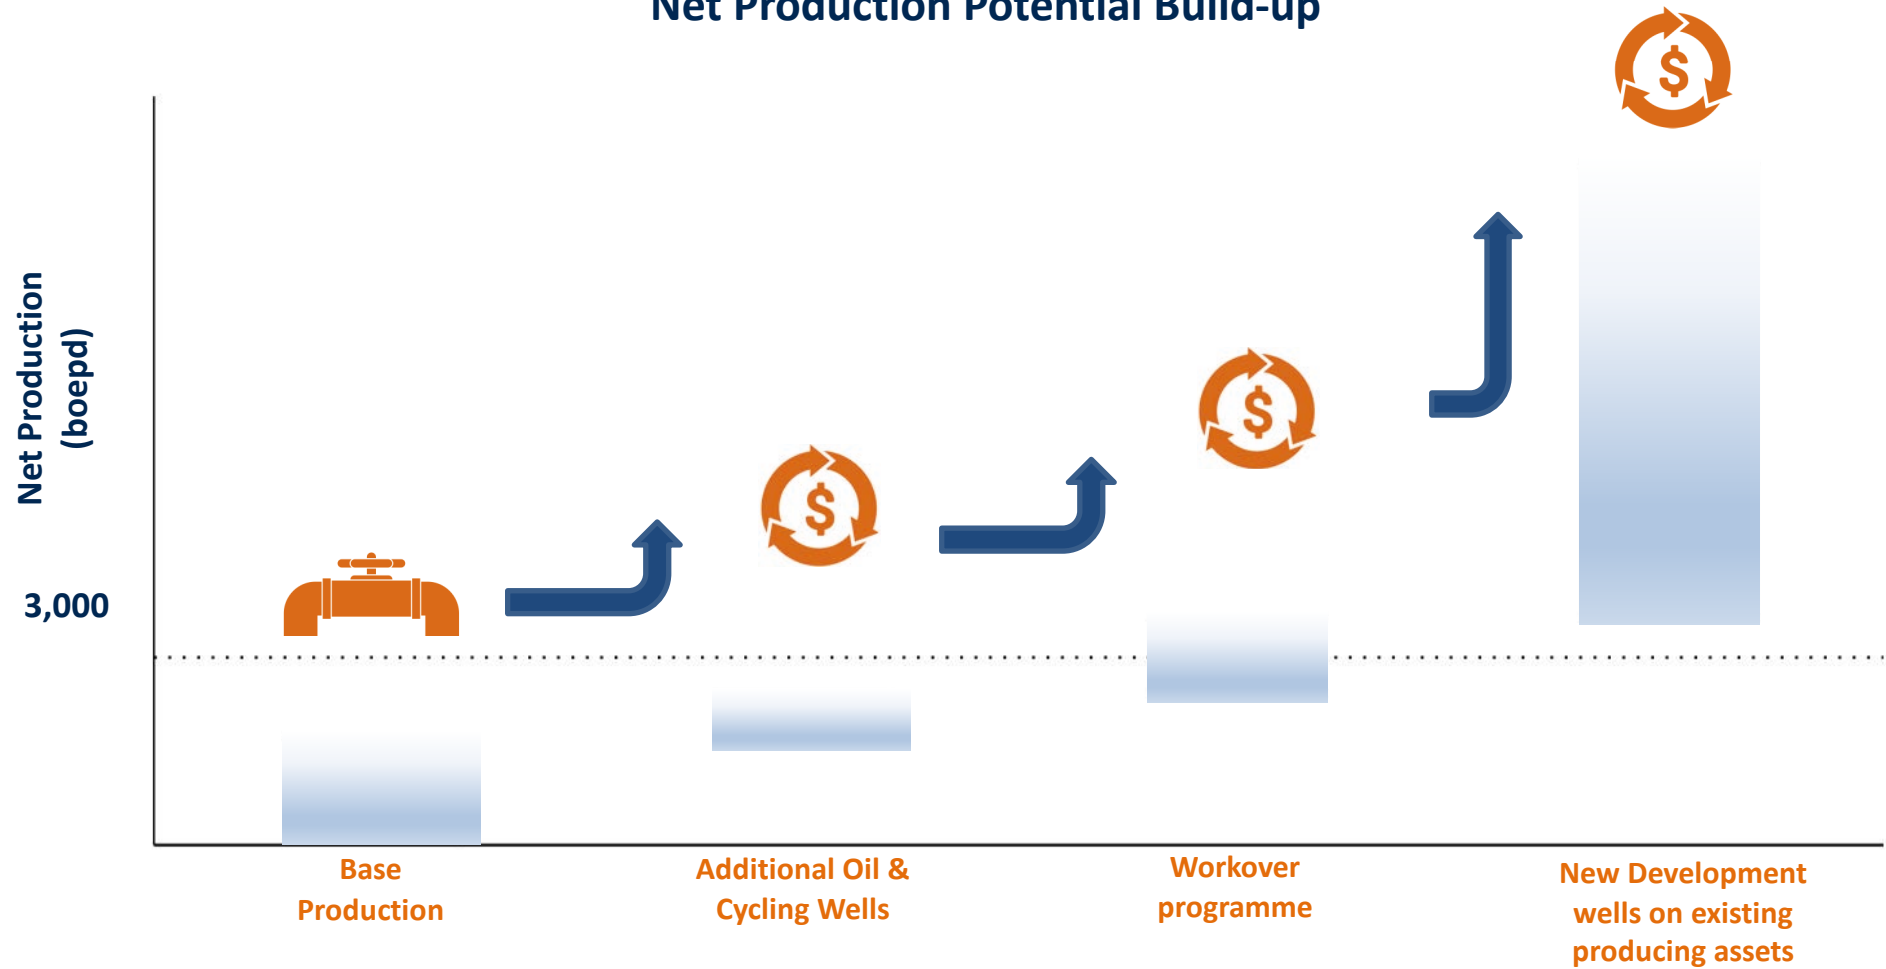 Net Production Potential Build-up
Net Production
(boepd)
3,000
Base
Production
Additional Oil &
Cycling Wells
Workover
programme
New Development
wells on existing
producing assets